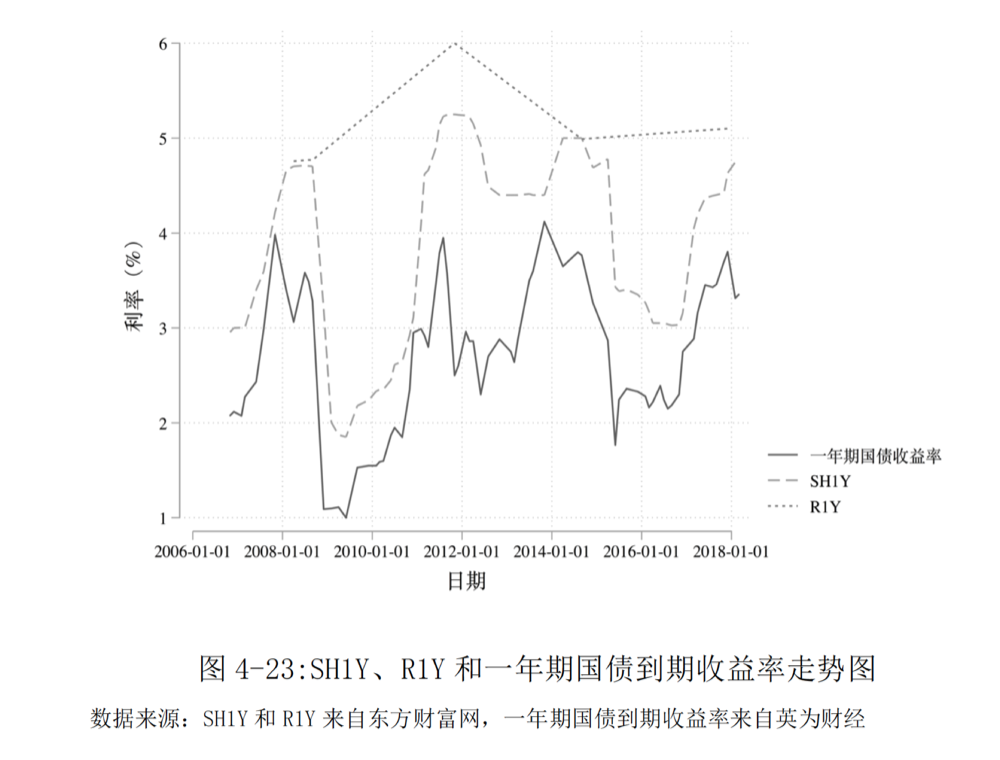 6
5
4
3
2
1
利率（%）
2006-01-01 2008-01-01 2010-01-01 2012-01-01 2014-01-01 2016-01-01 2018-01-01
日期
一年期国债收益率
SH1Y
R1Y
图 4-23:SH1Y、R1Y 和一年期国债到期收益率走势图
数据来源：SH1Y 和 R1Y 来自东方财富网，一年期国债到期收益率来自英为财经